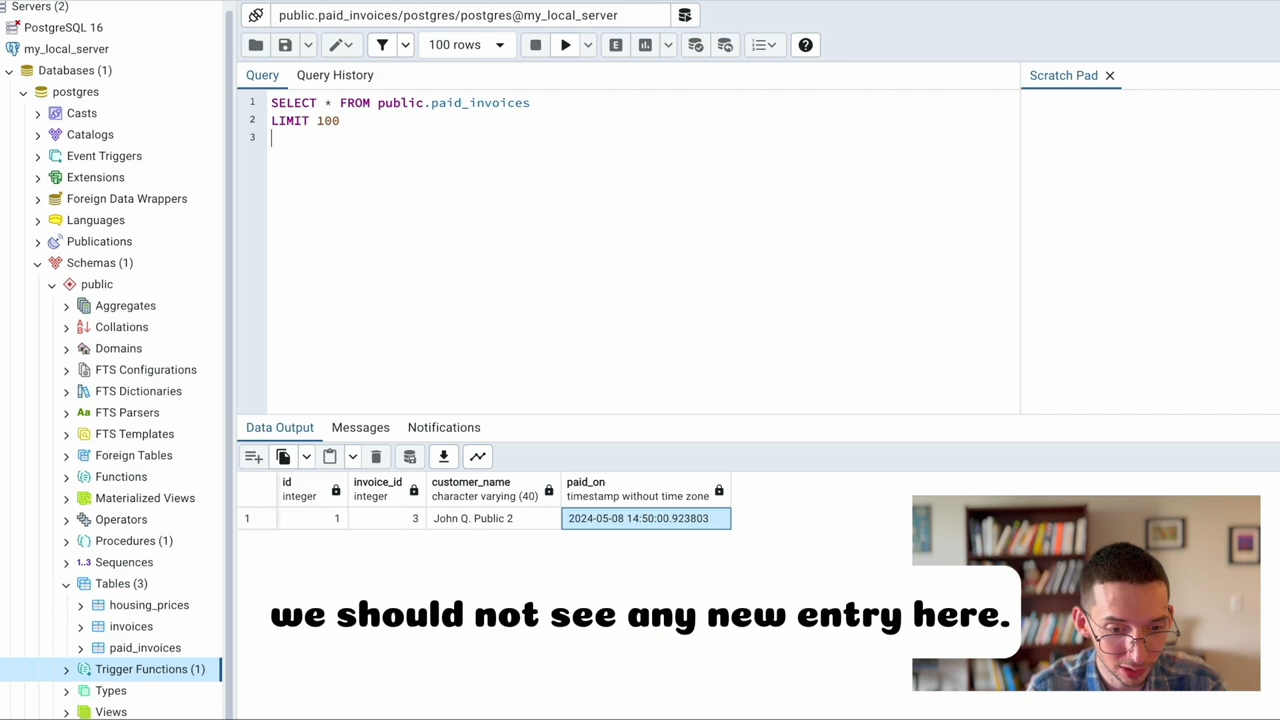 Servers (2)
PostgreSQL 16
my_local_server
Databases (1)
postgres
Casts
Catalogs
Event Triggers
Extensions
Foreign Data Wrappers
Languages
Publications
Schemas (1)
public
Aggregates
Collations
Domains
FTS Configurations
FTS Dictionaries
Aa FTS Parsers
FTS Templates
Foreign Tables
Functions
Materialized Views
Operators
Procedures (1)
1..3 Sequences
Tables (3)
housing_prices
invoices
paid_invoices
Trigger Functions (1)
Types
Views
public.paid_invoices/postgres/postgres@my_local_server
100 rows
E
Query Query History
Scratch Pad
1 SELECT * FROM public.paid_invoices
2 LIMIT 100
3
Data Output Messages Notifications
id invoice_id customer_name paid_on
integer integer character varying (40) timestamp without time zone
1 1 3 John Q. Public 2 2024-05-08 14:50:00.923803
we should not see any new entry here.